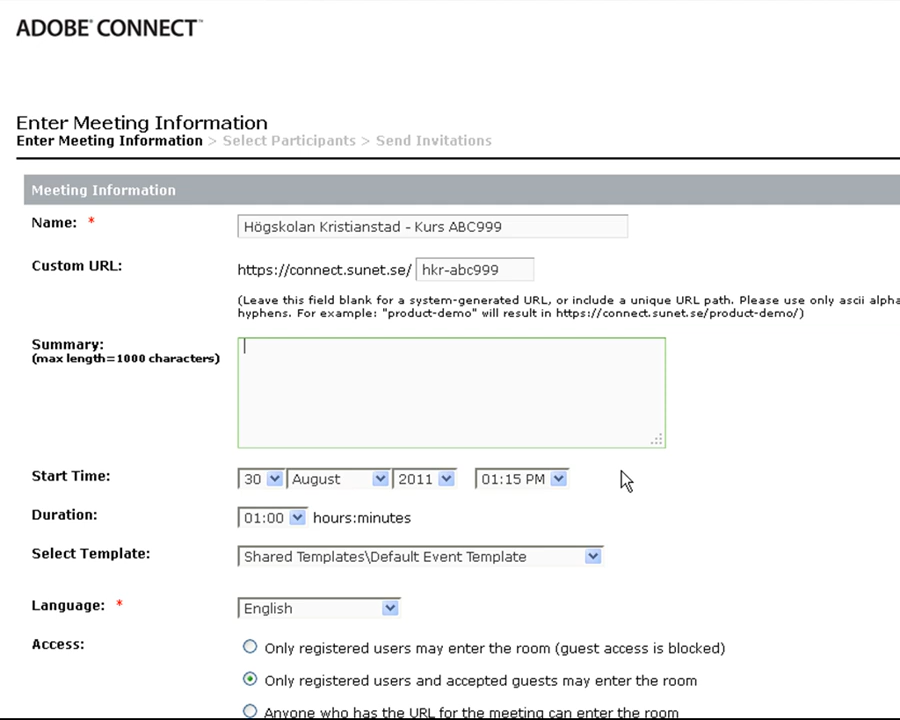 ADOBE® CONNECT™
Enter Meeting Information
Enter Meeting Information > Select Participants > Send Invitations
Meeting Information
Name: * Högskolan Kristianstad - Kurs ABC999
Custom URL: https://connect.sunet.se/ hkr-abc999
(Leave this field blank for a system-generated URL, or include a unique URL path. Please use only ascii alpha
hyphens. For example: "product-demo" will result in https://connect.sunet.se/product-demo/)
Summary:
(max length=1000 characters)
Start Time: 30 August 2011 01:15 PM
Duration: 01:00 hours:minutes
Select Template: Shared Templates\Default Event Template
Language: * English
Access: Only registered users may enter the room (guest access is blocked)
Only registered users and accepted guests may enter the room
Anyone who has the URL for the meeting can enter the room